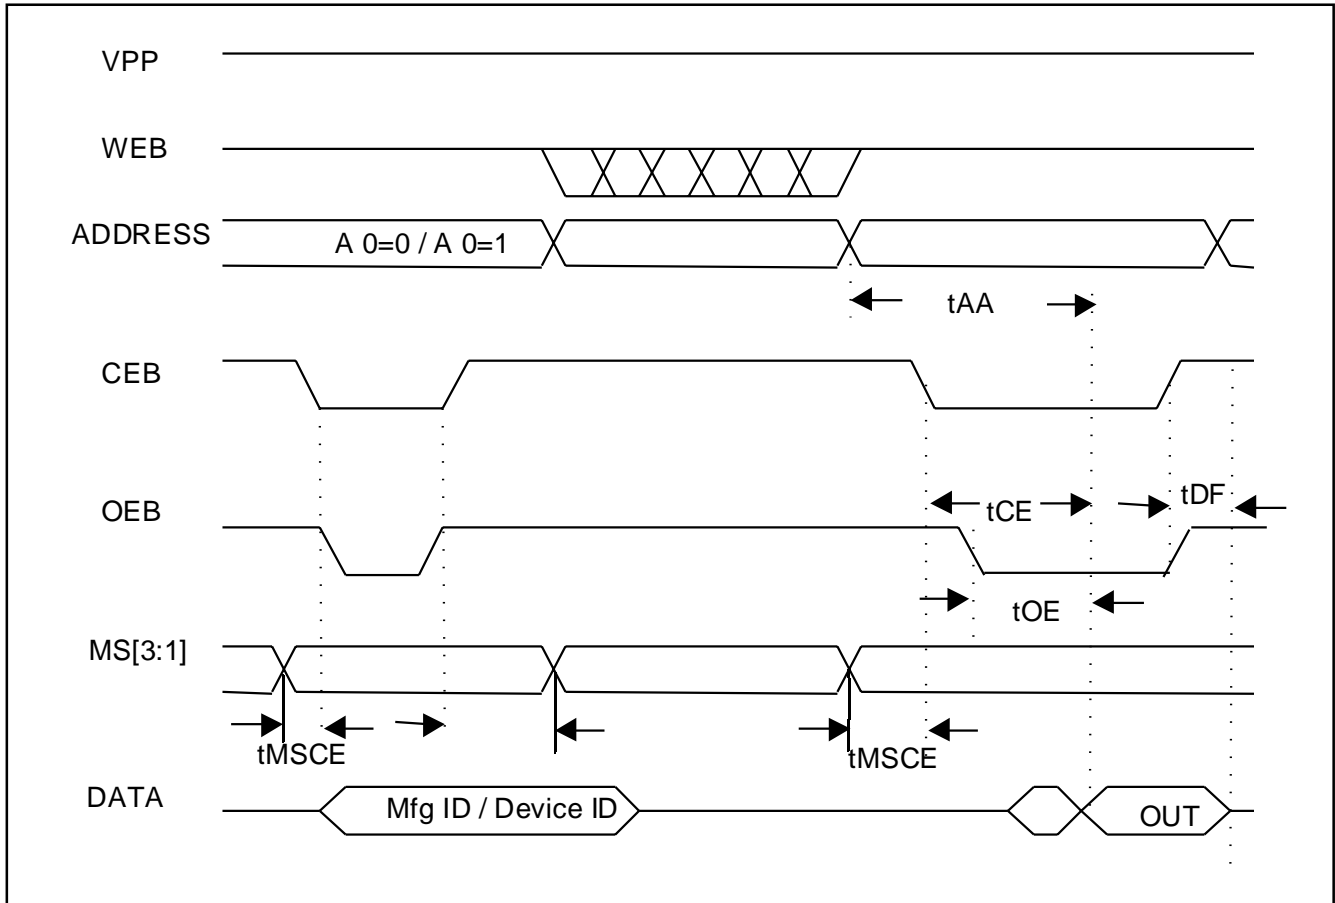 VPP
WEB
ADDRESS
A 0=0 / A 0=1
tAA
CEB
OEB
tCE
tDF
tOE
MS[3:1]
tMSCE
tMSCE
DATA
Mfg ID / Device ID
OUT